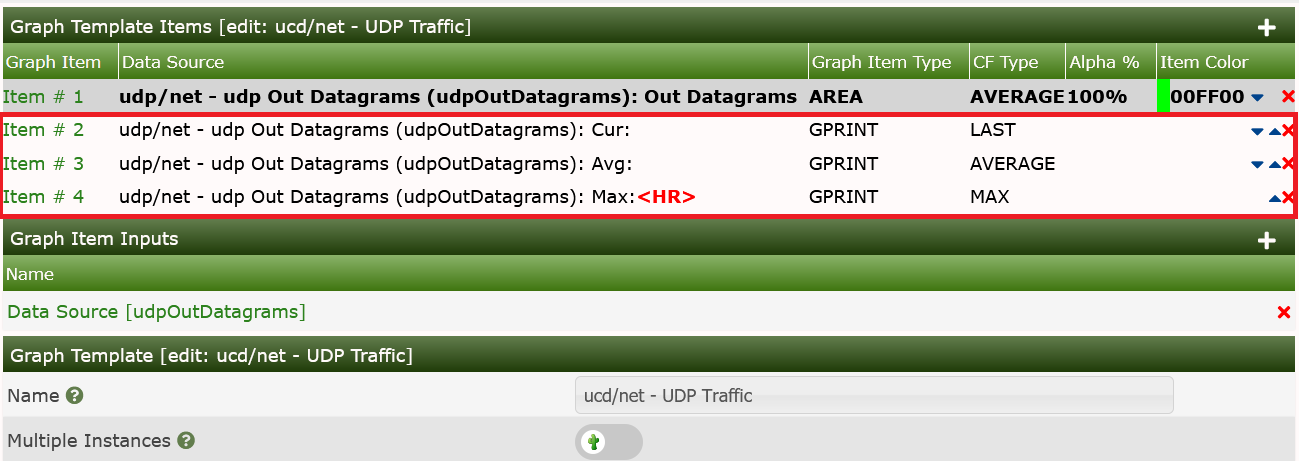 Graph Template Items [edit: ucd/net - UDP Traffic]
Graph Item Data Source Graph Item Type CF Type Alpha % Item Color
Item # 1 udp/net - udp Out Datagrams (udpOutDatagrams): Out Datagrams AREA AVERAGE 100% 00FF00
Item # 2 udp/net - udp Out Datagrams (udpOutDatagrams): Cur: GPRINT LAST
Item # 3 udp/net - udp Out Datagrams (udpOutDatagrams): Avg: GPRINT AVERAGE
Item # 4 udp/net - udp Out Datagrams (udpOutDatagrams): Max:<HR> GPRINT MAX
Graph Item Inputs
Name
Data Source [udpOutDatagrams]
Graph Template [edit: ucd/net - UDP Traffic]
Name ucd/net - UDP Traffic
Multiple Instances